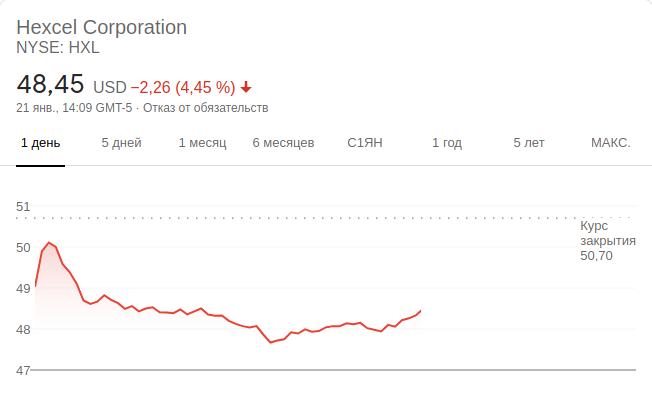 Hexcel Corporation
NYSE: HXL
48,45 USD −2,26 (4,45 %)
21 янв., 14:09 GMT-5 · Отказ от обязательств
1 день 5 дней 1 месяц 6 месяцев С1ЯН 1 год 5 лет МАКС.
51
Курс
закрытия
50,70
50
49
48
47